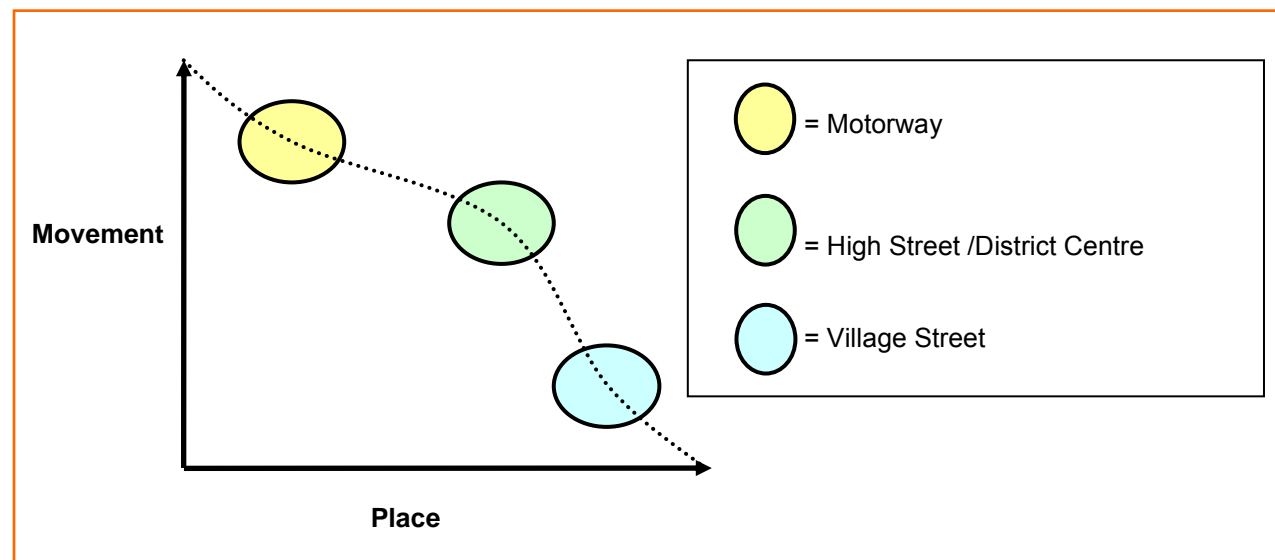 = Motorway
Movement
= High Street /District Centre
= Village Street
Place